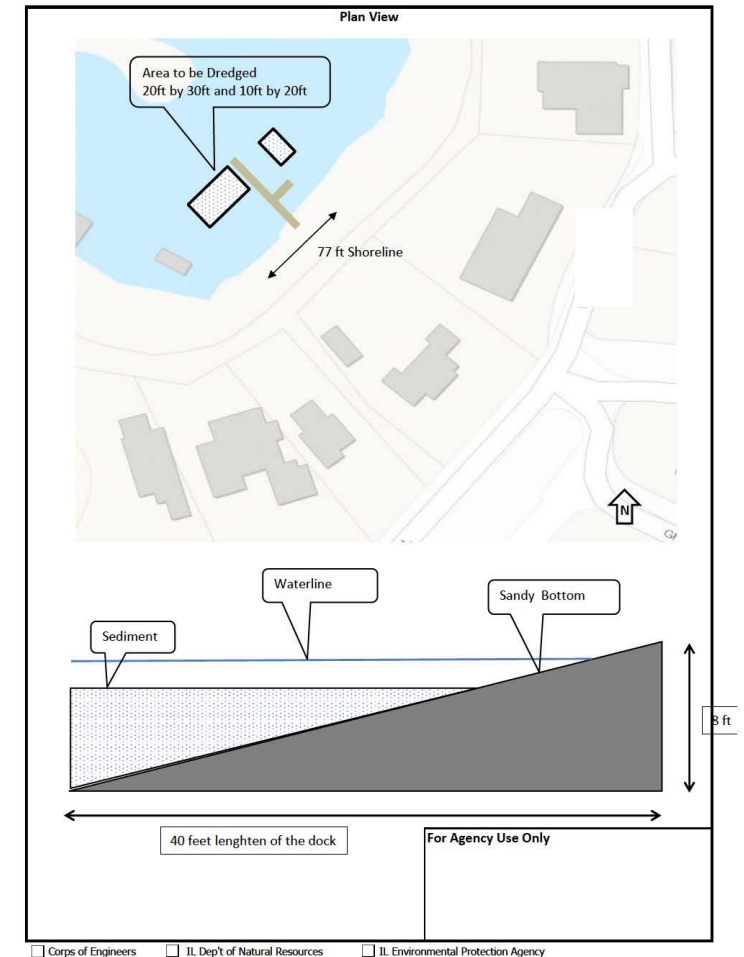 Plan View
Area to be Dredged
20ft by 30ft and 10ft by 20ft
77 ft Shoreline
N
Waterline
Sandy Bottom
Sediment
8 ft
40 feet lenghten of the dock
For Agency Use Only
Corps of Engineers
IL Dep't of Natural Resources
IL Environmental Protection Agency